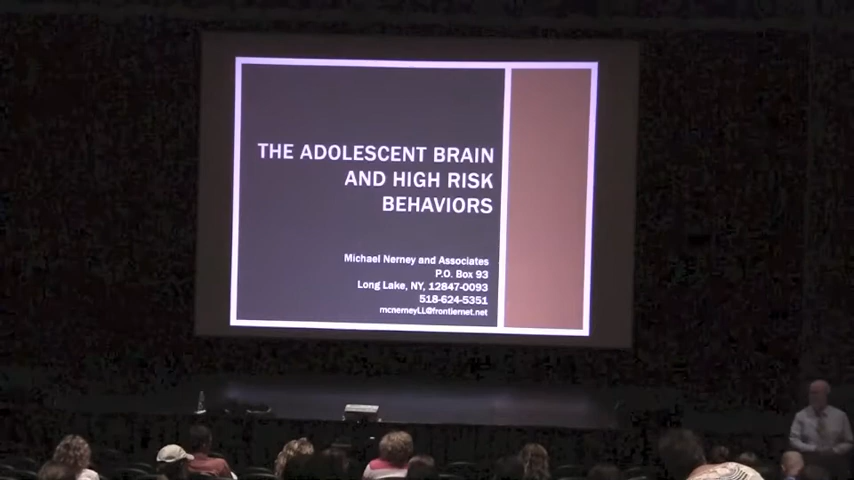 THE ADOLESCENT BRAIN
AND HIGH RISK
BEHAVIORS
Michael Nerney and Associates
P.O. Box 93
Long Lake, NY, 12847-0093
518-624-5351
mcnerneyLL@frontiernet.net